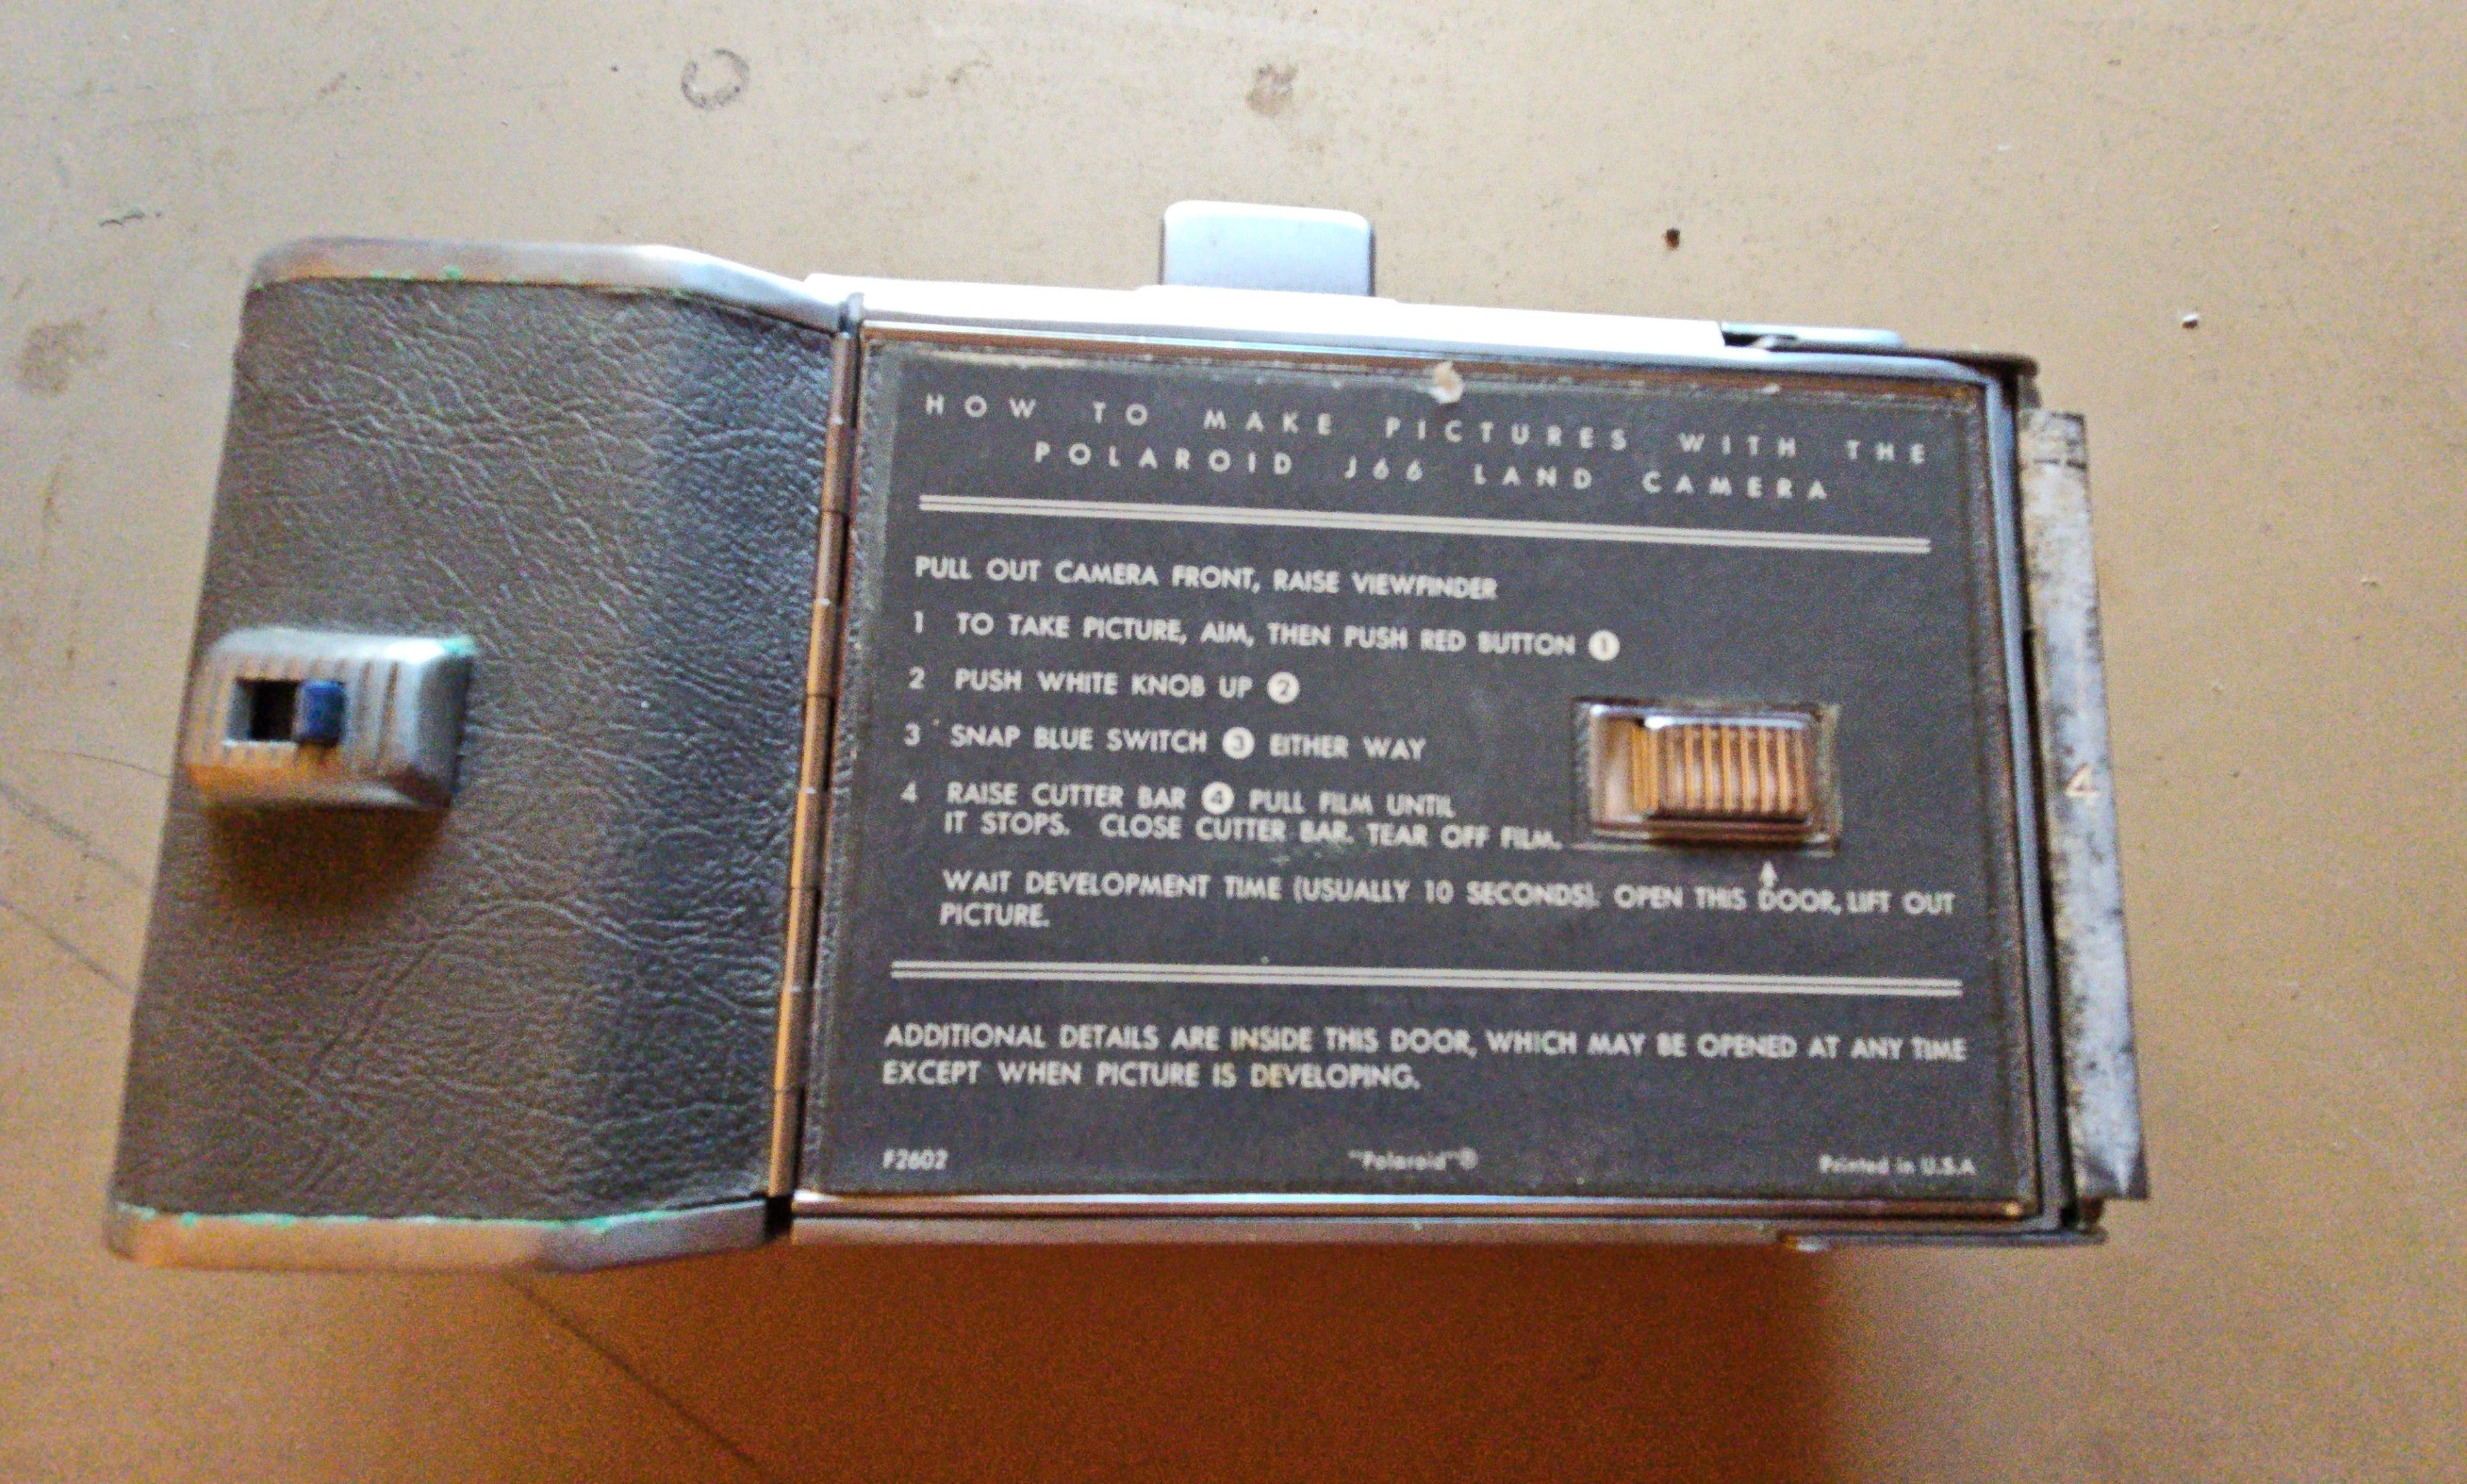 HOW TO MAKE PICTURES WITH THE
POLAROID J66 LAND CAMERA
PULL OUT CAMERA FRONT, RAISE VIEWFINDER
1 TO TAKE PICTURE, AIM, THEN PUSH RED BUTTON 1
2 PUSH WHITE KNOB UP 2
3 SNAP BLUE SWITCH 3 EITHER WAY
4 RAISE CUTTER BAR 4 PULL FILM UNTIL
IT STOPS. CLOSE CUTTER BAR. TEAR OFF FILM.
WAIT DEVELOPMENT TIME (USUALLY 10 SECONDS). OPEN THIS DOOR, LIFT OUT
PICTURE.
ADDITIONAL DETAILS ARE INSIDE THIS DOOR, WHICH MAY BE OPENED AT ANY TIME
EXCEPT WHEN PICTURE IS DEVELOPING.
F2602 "Polaroid"® Printed in U.S.A
4